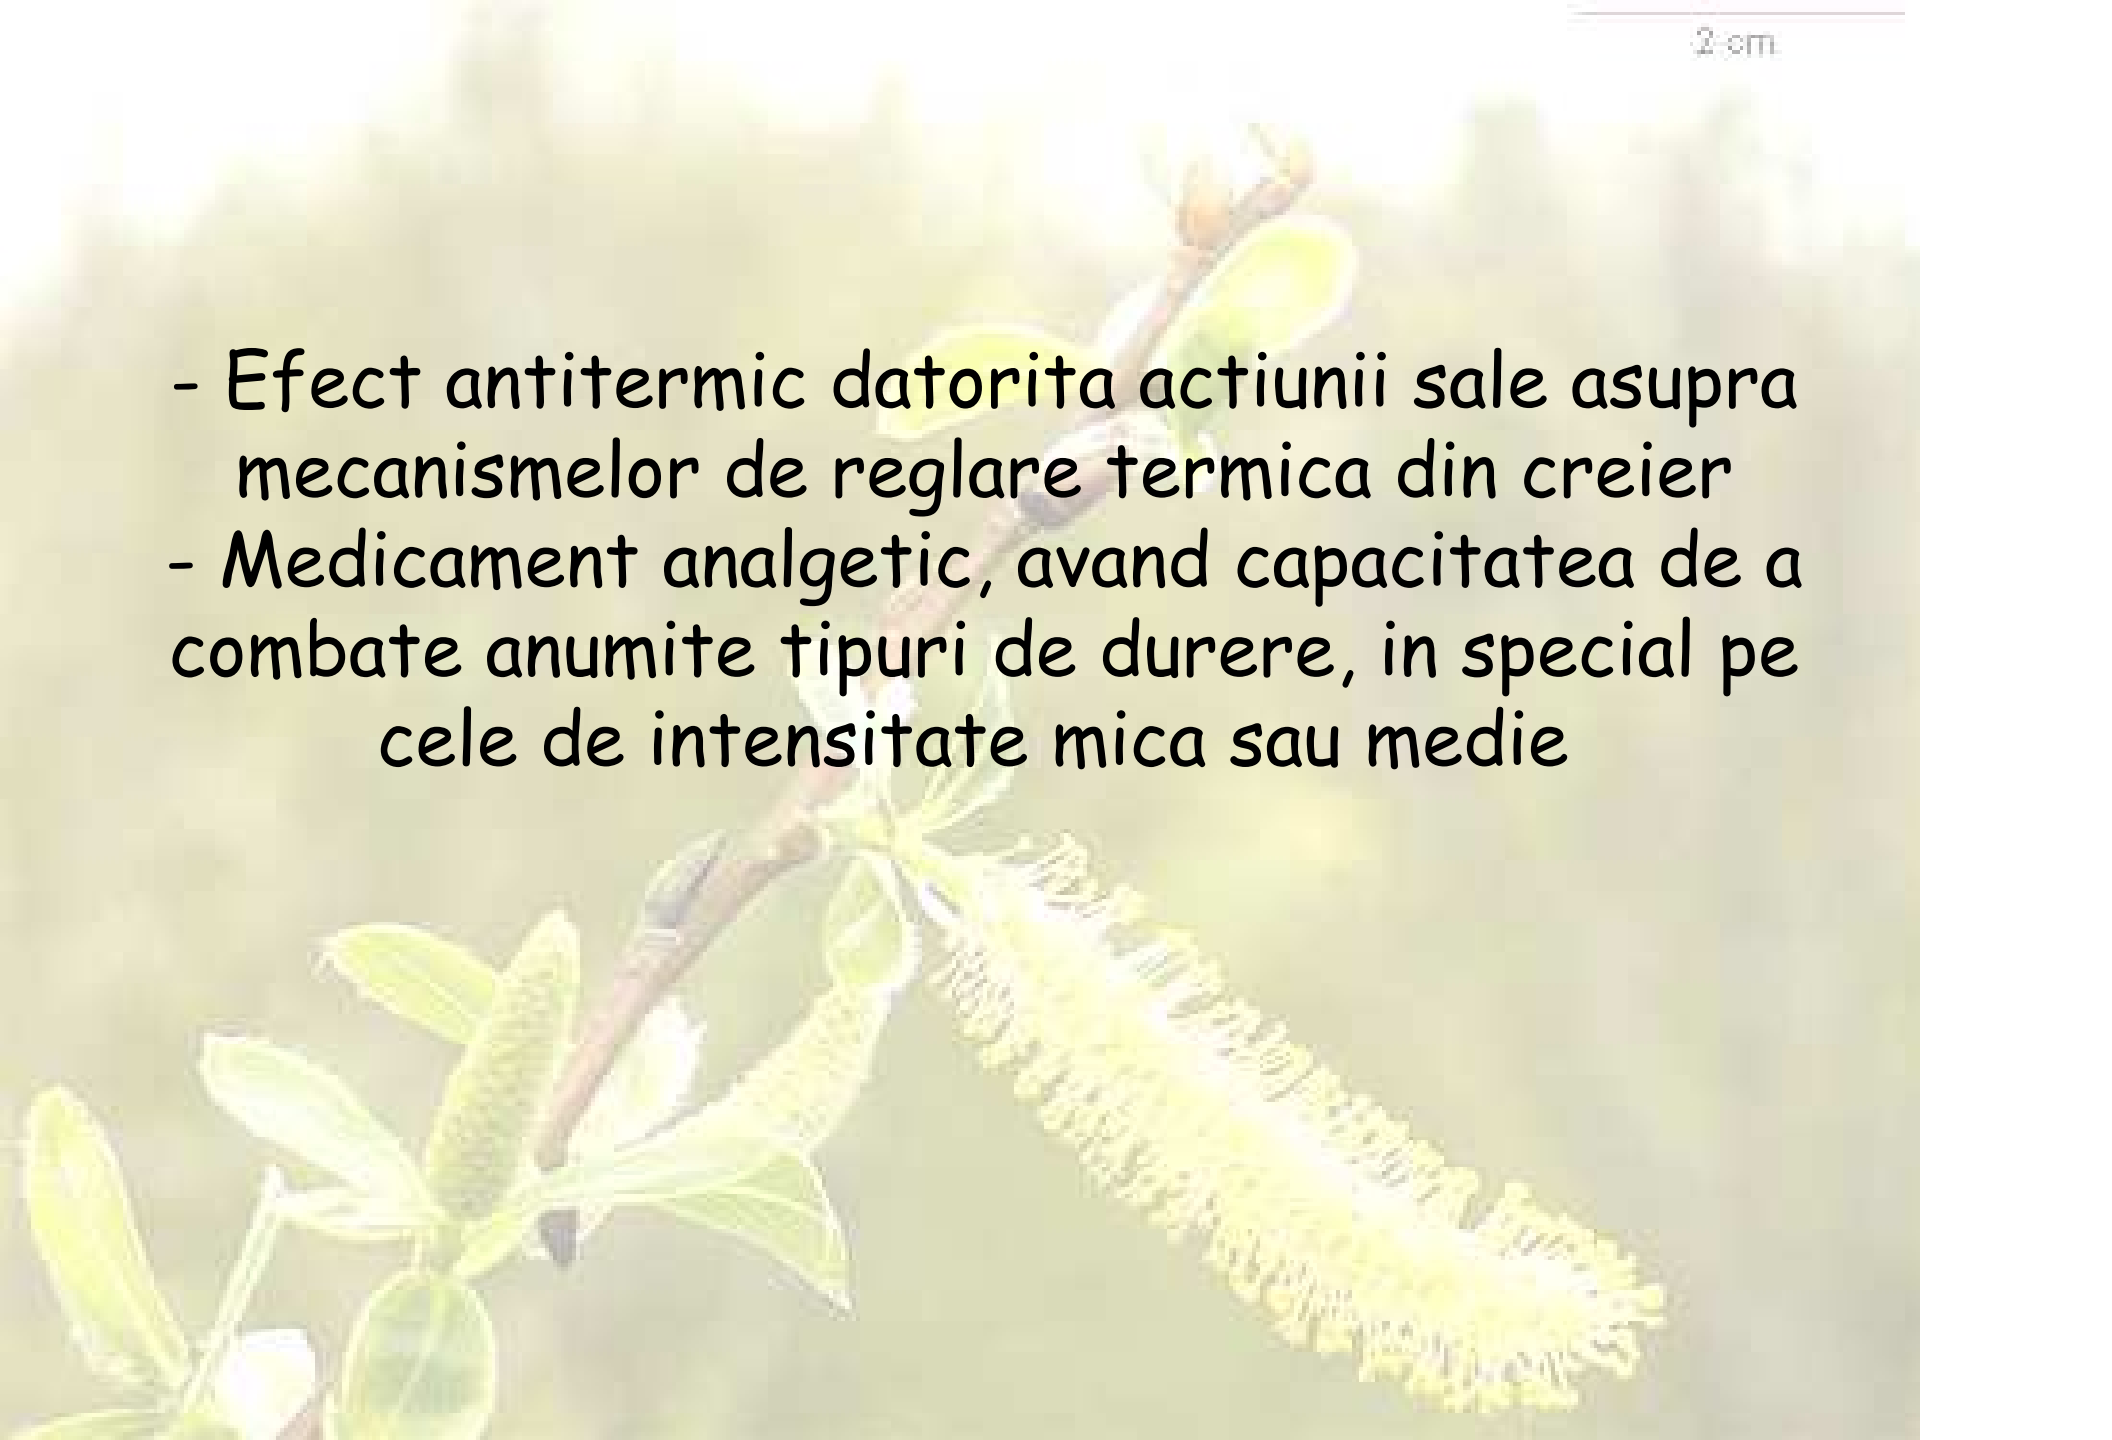 2 cm
- Efect antitermic datorita actiunii sale asupra
mecanismelor de reglare termica din creier
- Medicament analgetic, avand capacitatea de a
combate anumite tipuri de durere, in special pe
cele de intensitate mica sau medie